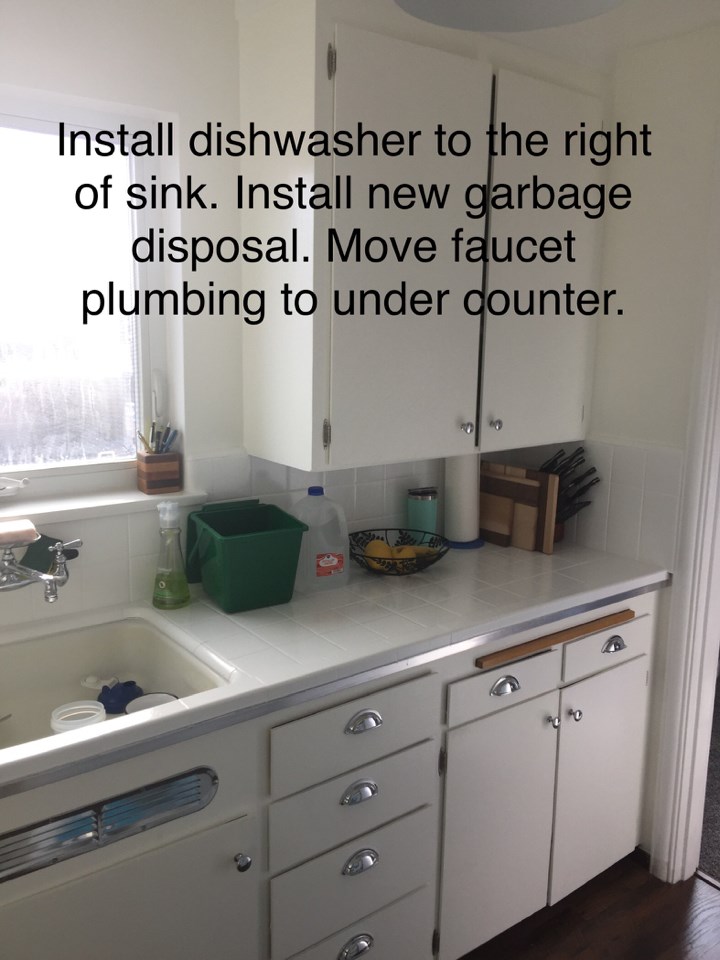 Install dishwasher to the right
of sink. Install new garbage
disposal. Move faucet
plumbing to under counter.